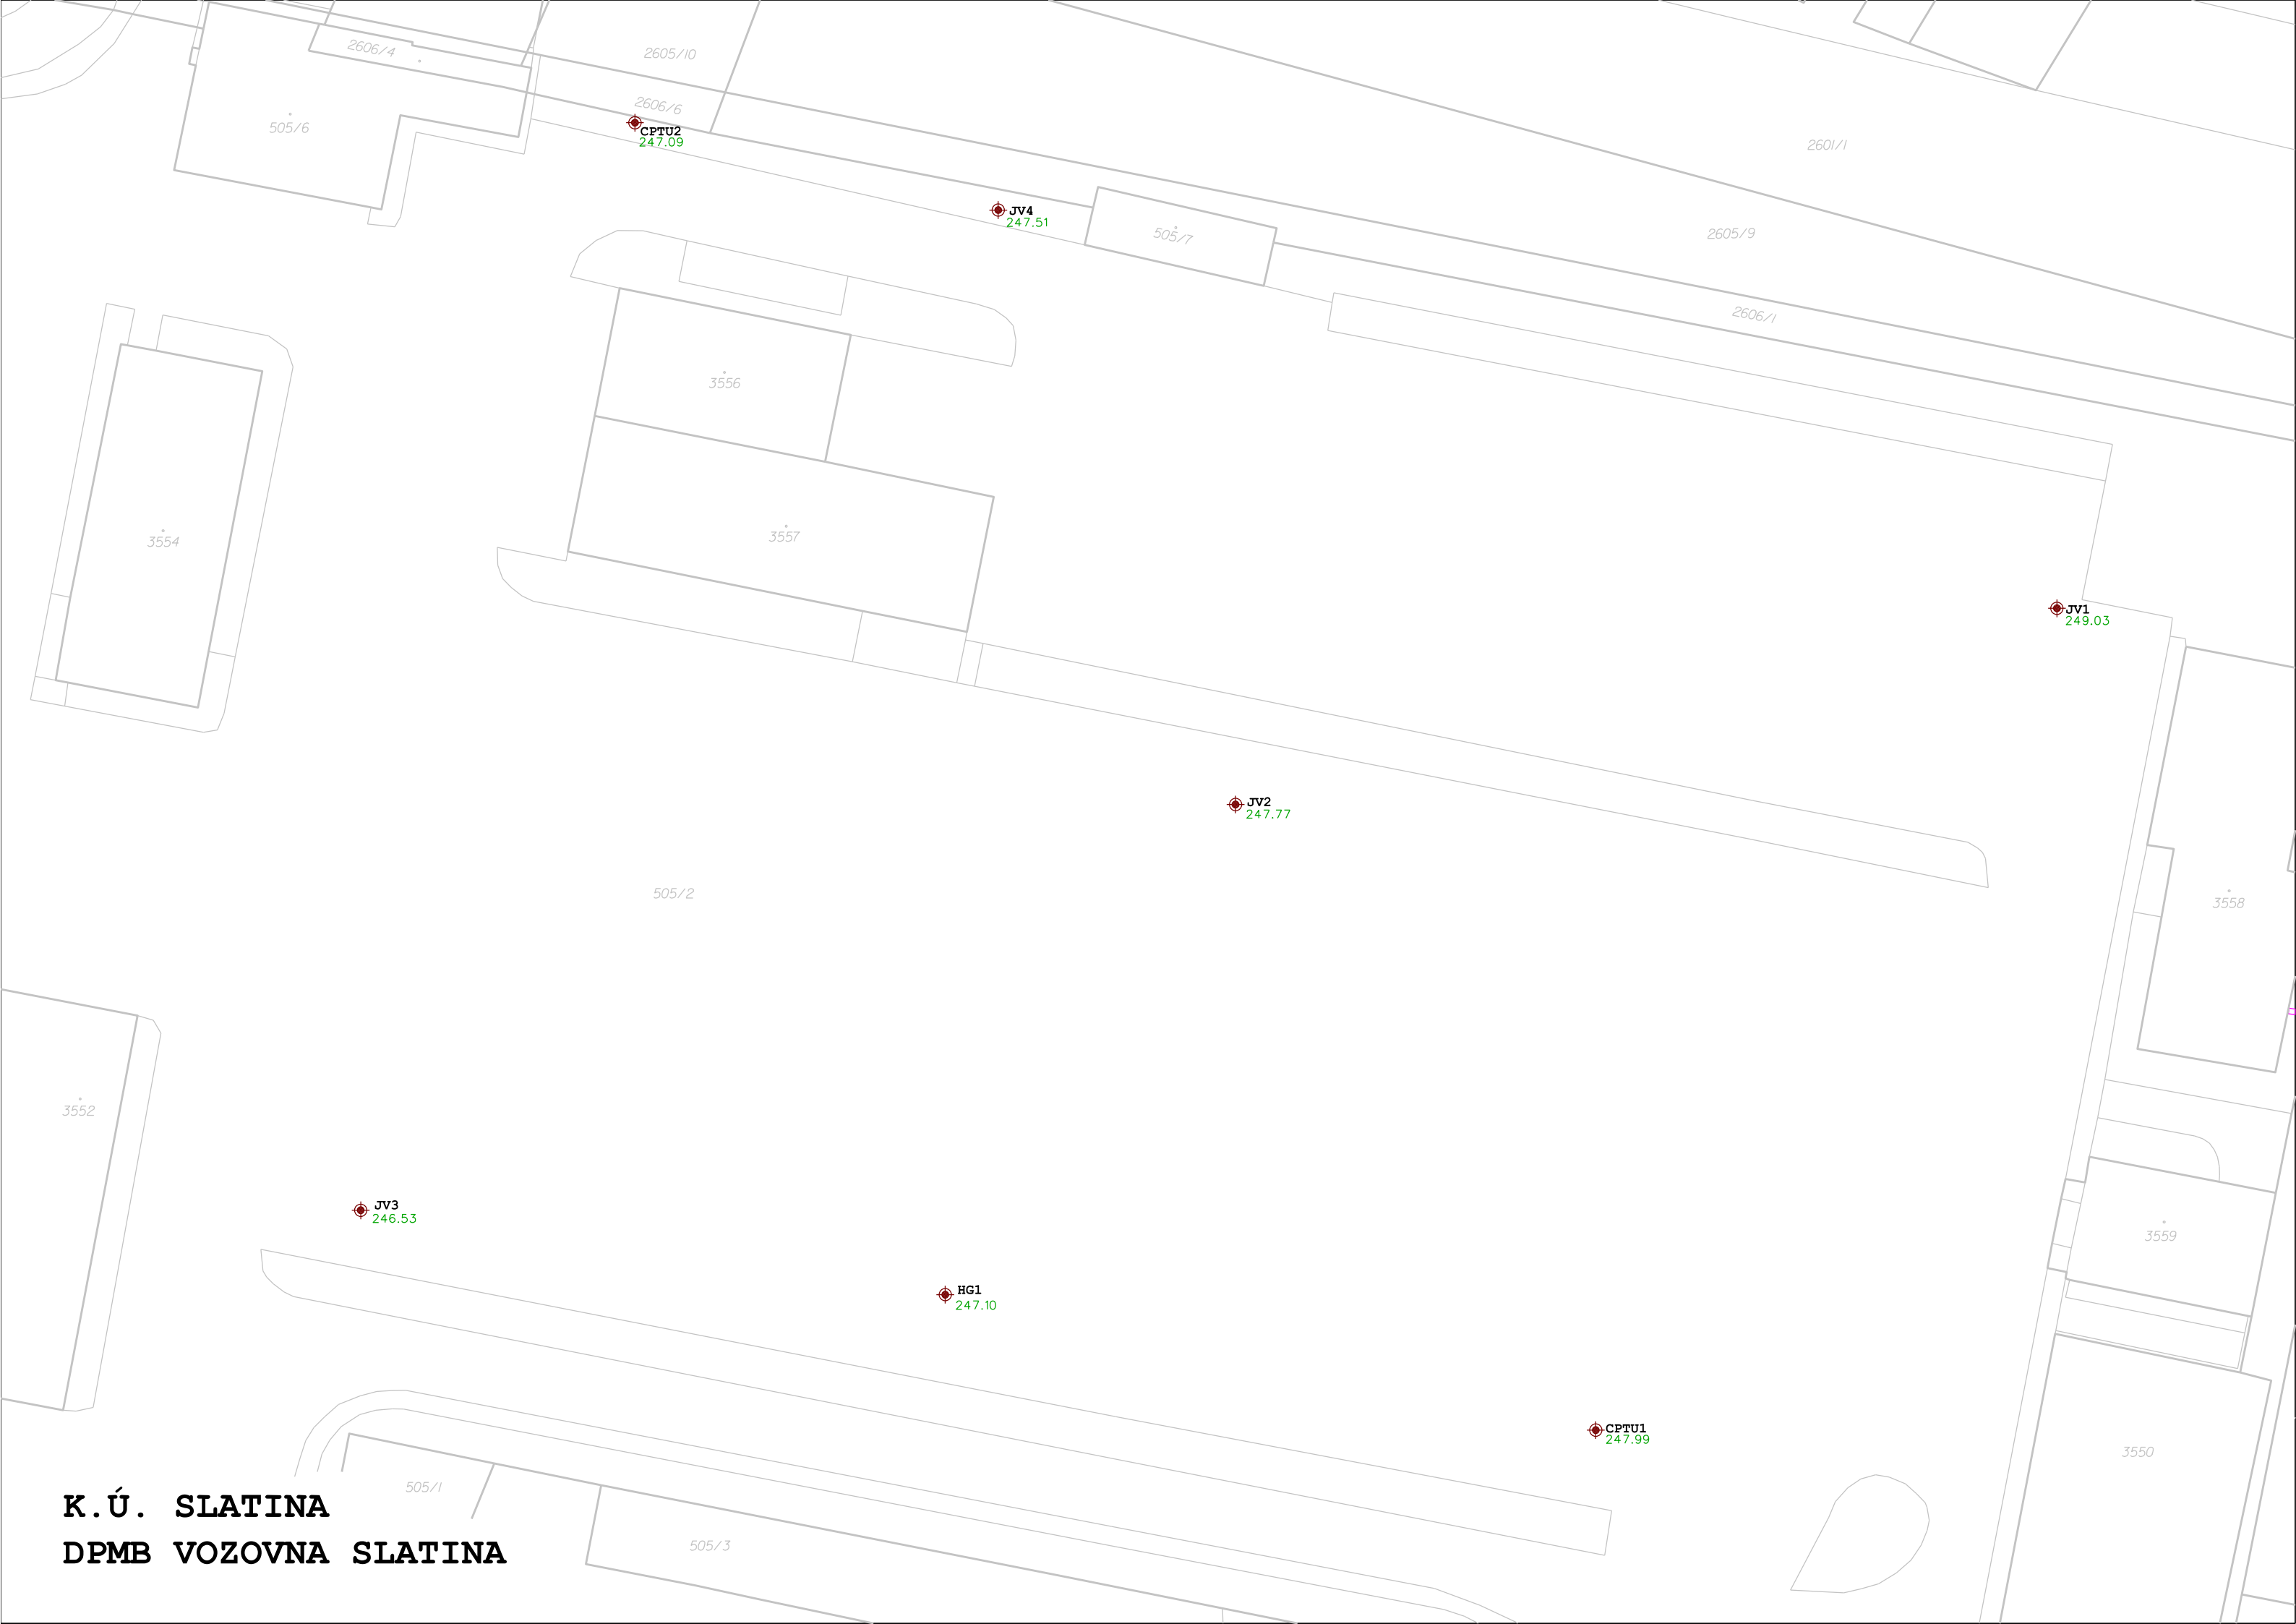 2606/4
2605/10
2606/6
505/6
CPTU2
247.09
2601/1
JV4
247.51
505/7
2605/9
2606/1
3556
3554
3557
JV1
249.03
JV2
247.77
505/2
3558
3552
JV3
246.53
3559
HG1
247.10
CPTU1
247.99
3550
505/1
505/3
K.Ú. SLATINA
DPMB VOZOVNA SLATINA